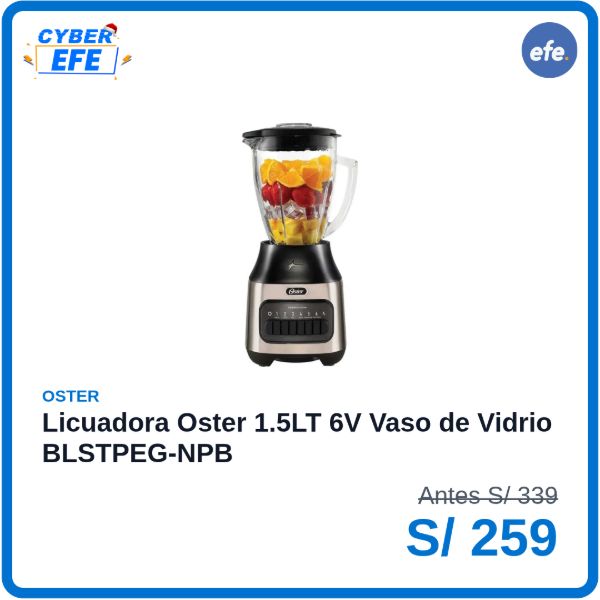 CYBER
EFE
efe.
Oster
OSTER
Licuadora Oster 1.5LT 6V Vaso de Vidrio
BLSTPEG-NPB
Antes S/ 339
S/ 259